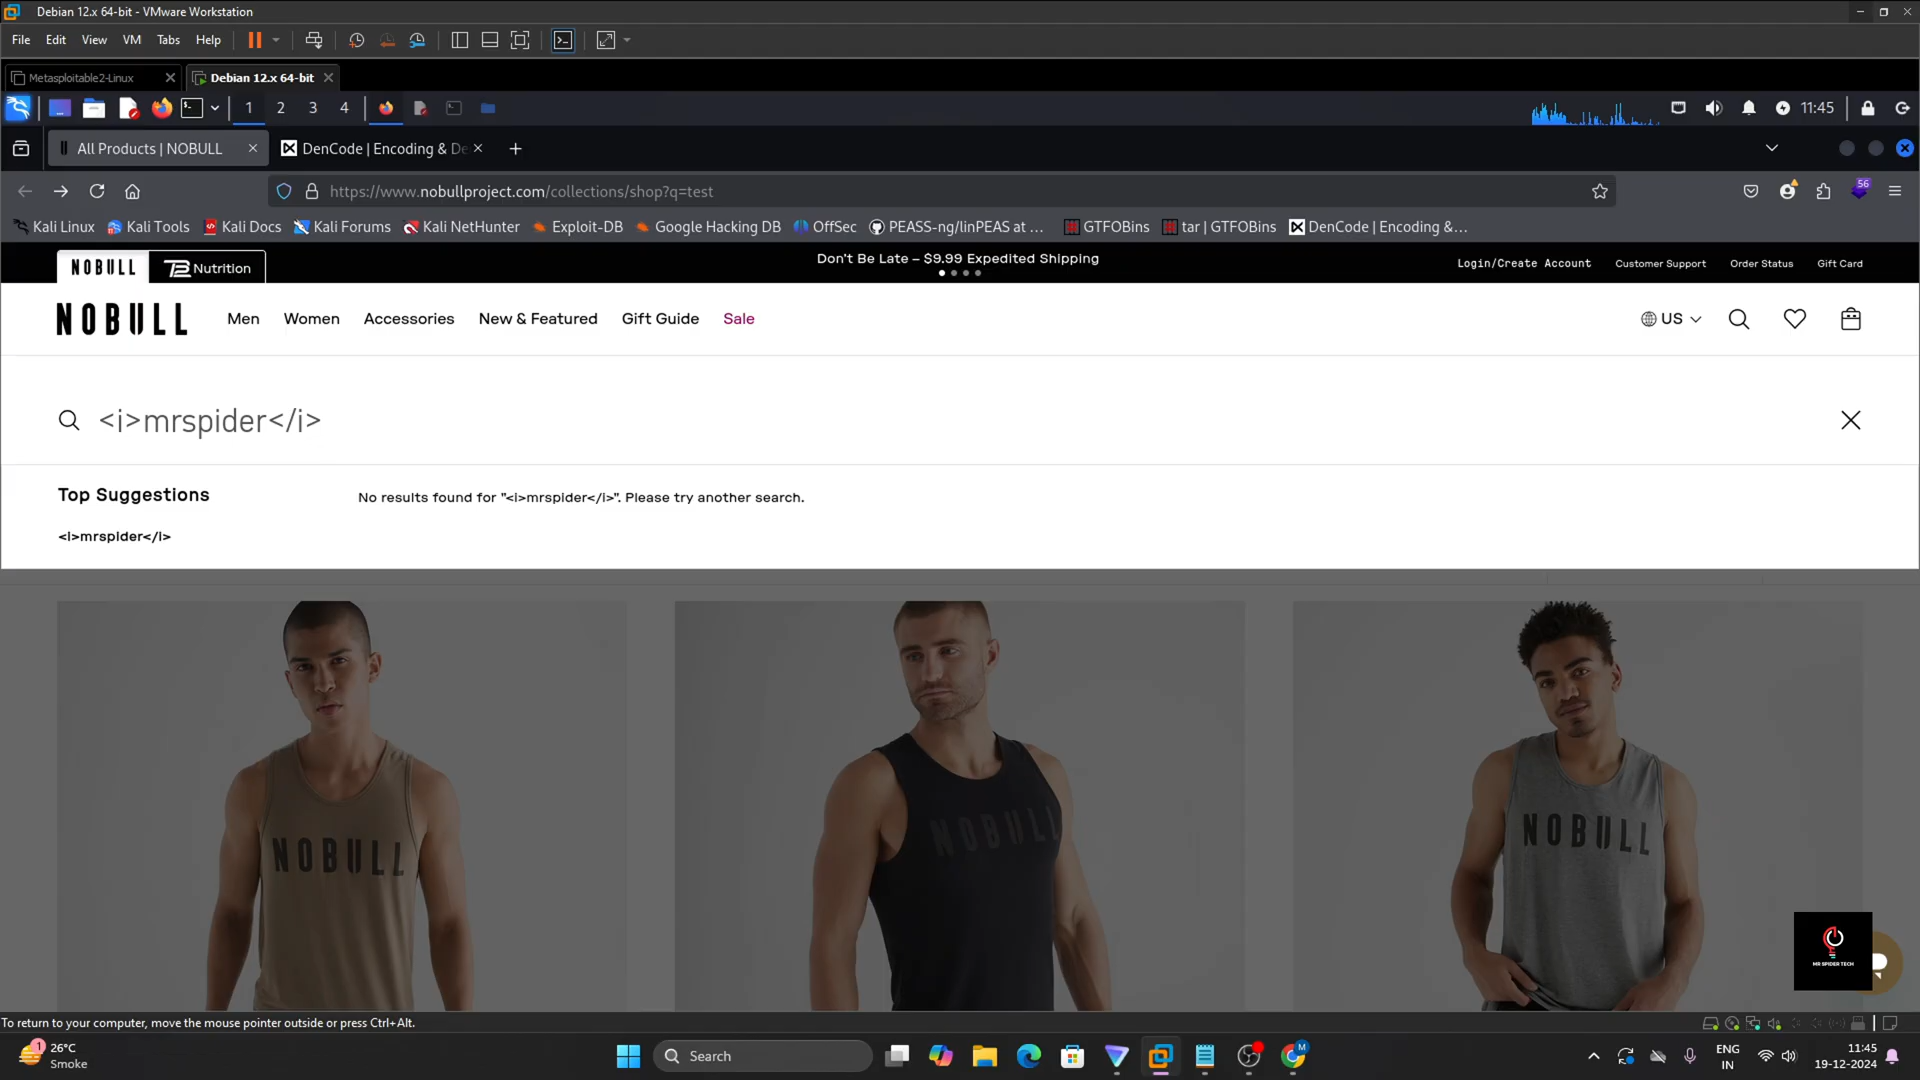 Debian 12.x 64-bit - VMware Workstation
File Edit View VM Tabs Help
Metasploitable2-Linux Debian 12.x 64-bit
1 2 3 4 11:45
All Products | NOBULL DenCode | Encoding & De
https://www.nobullproject.com/collections/shop?q=test 56
Kali Linux Kali Tools Kali Docs Kali Forums Kali NetHunter Exploit-DB Google Hacking DB OffSec PEASS-ng/linPEAS at ... GTFOBins tar | GTFOBins DenCode | Encoding &...
NOBULL TB Nutrition Don't Be Late – $9.99 Expedited Shipping Login/Create Account Customer Support Order Status Gift Card
NOBULL Men Women Accessories New & Featured Gift Guide Sale US
<i>mrspider</i>
Top Suggestions No results found for "<i>mrspider</i>". Please try another search.
<i>mrspider</i>
NOBULL NOBULL NOBULL
MR SPIDER TECH
To return to your computer, move the mouse pointer outside or press Ctrl+Alt.
1 26°C Search M ENG 11:45
Smoke IN 19-12-2024